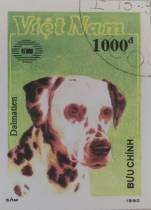 Việt Nam
1000đ
Dalmatien
BƯU CHÍNH
1990